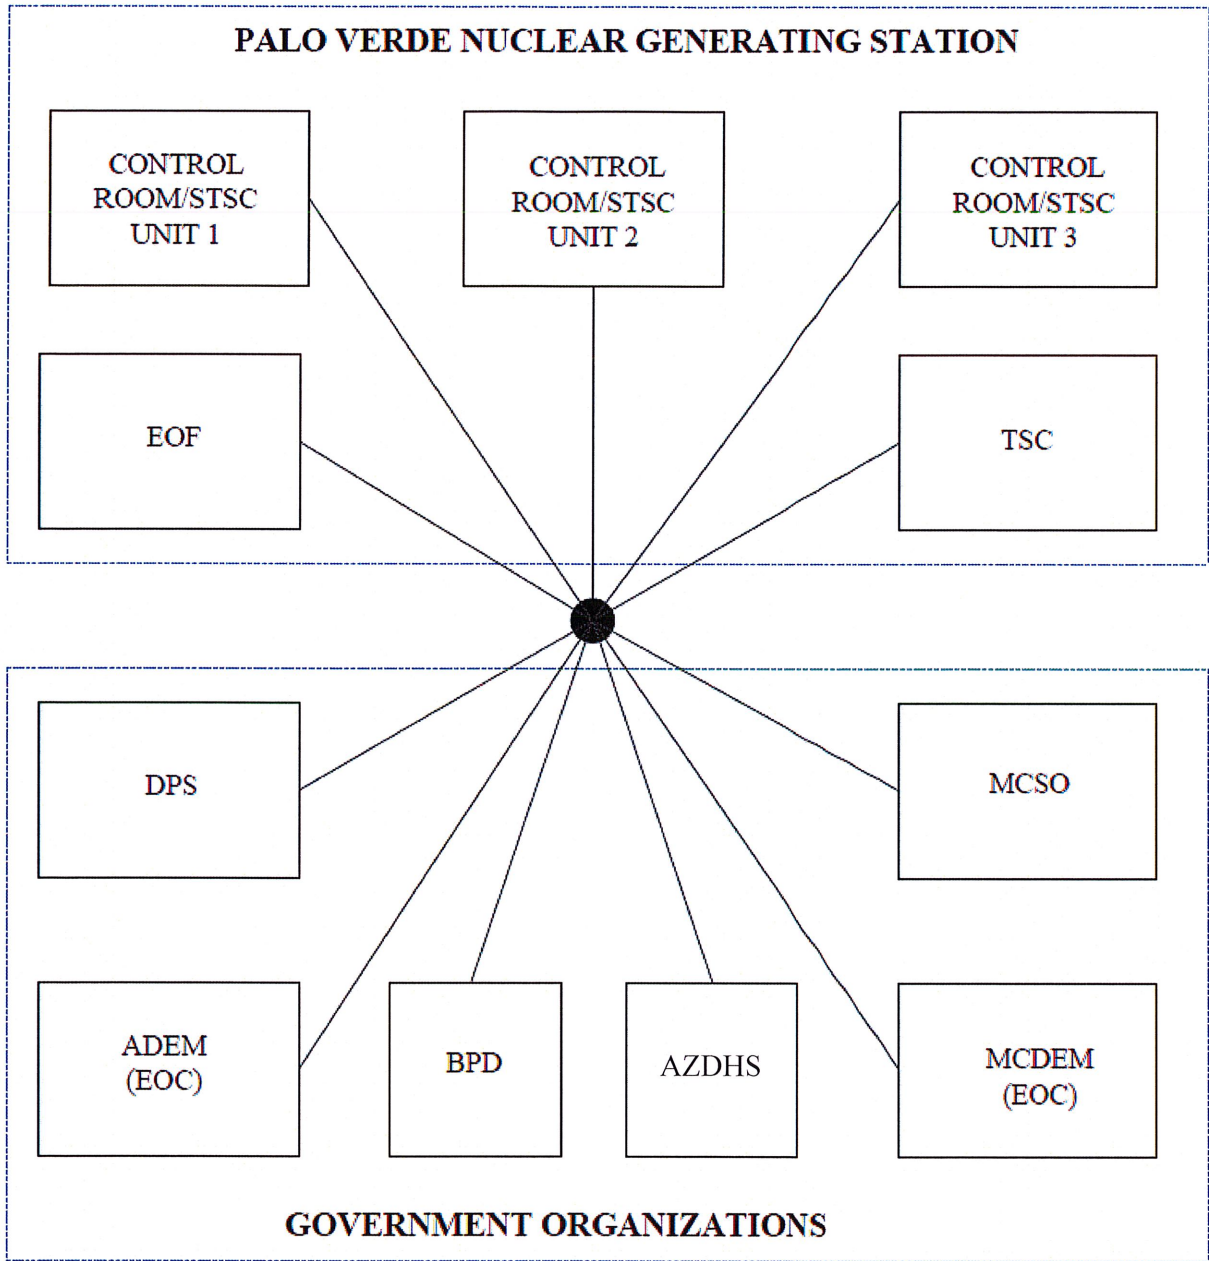 PALO VERDE NUCLEAR GENERATING STATION
CONTROL
ROOM/STSC
UNIT 1
CONTROL
ROOM/STSC
UNIT 2
CONTROL
ROOM/STSC
UNIT 3
EOF
TSC
DPS
MCSO
ADEM
(EOC)
BPD
AZDHS
MCDEM
(EOC)
GOVERNMENT ORGANIZATIONS